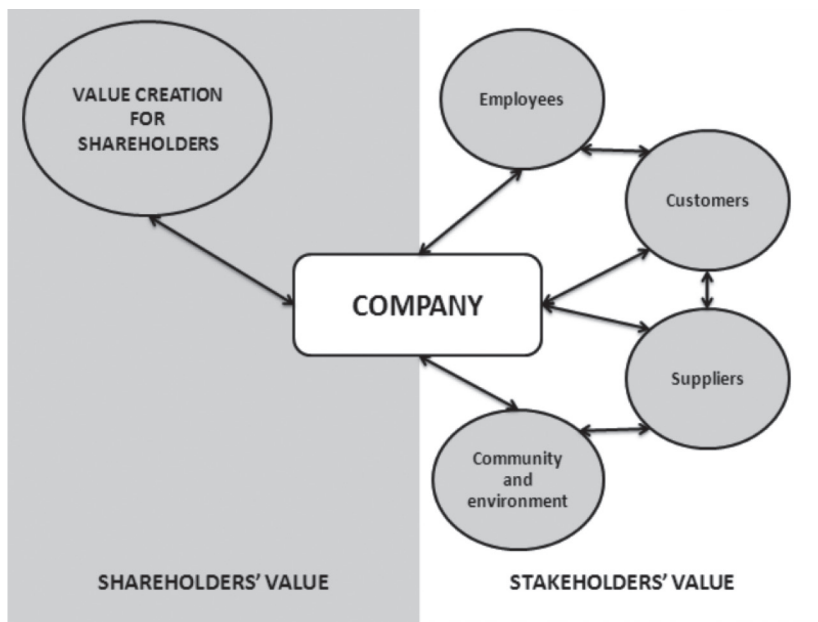 VALUE CREATION
FOR
SHAREHOLDERS
Employees
Customers
COMPANY
Suppliers
Community
and
environment
SHAREHOLDERS’ VALUE
STAKEHOLDERS’ VALUE